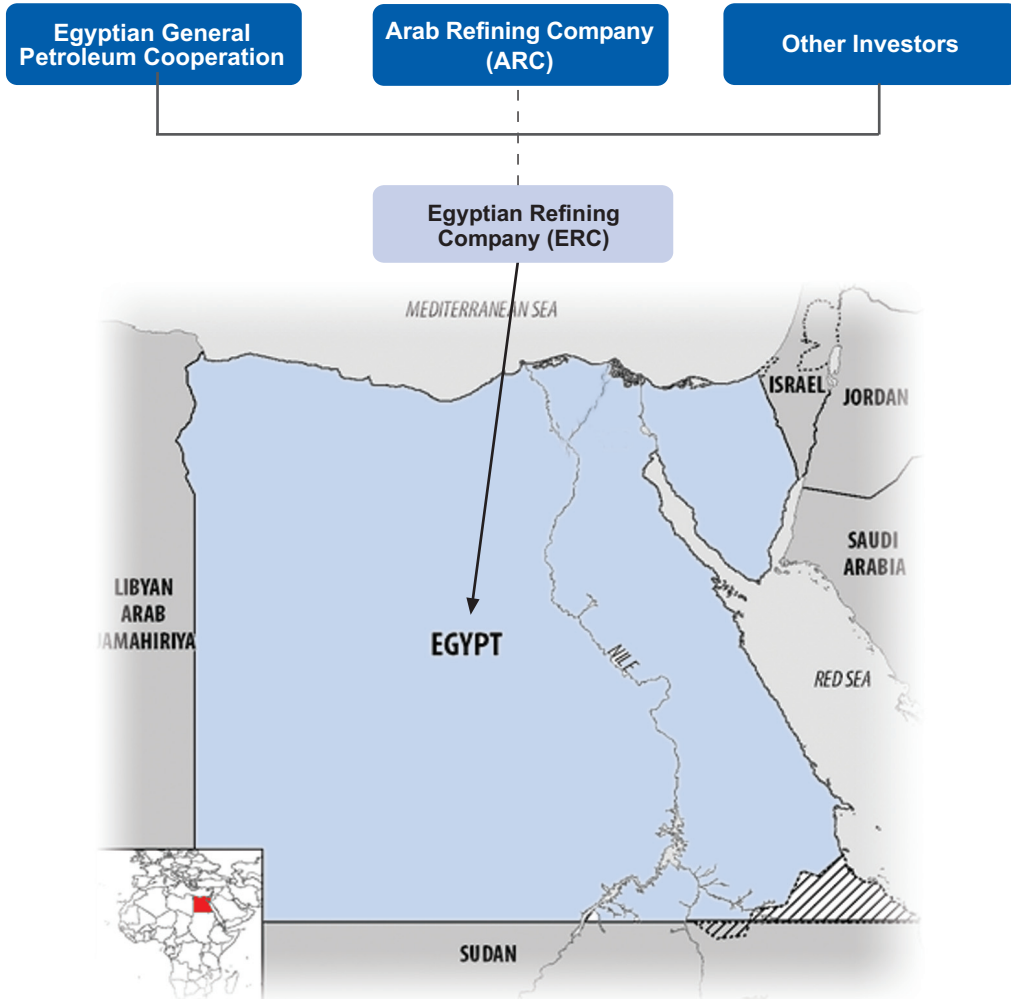 Egyptian General
Petroleum Cooperation
Arab Refining Company
(ARC)
Other Investors
Egyptian Refining
Company (ERC)
MEDITERRANEAN SEA
ISRAEL
JORDAN
SAUDI
ARABIA
LIBYAN
ARAB
JAMAHIRIYA
EGYPT
NILE
RED SEA
SUDAN